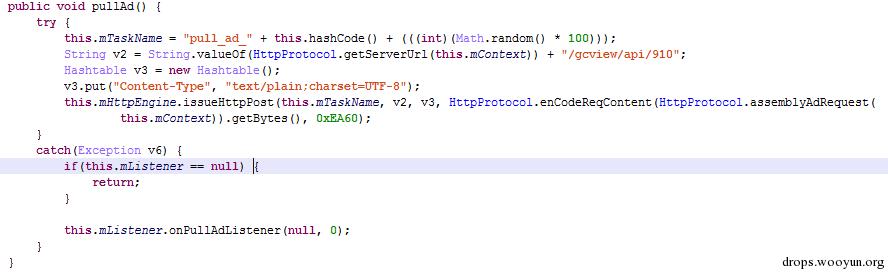 public void pullAd() {
    try {
        this.mTaskName = "pull_ad_" + this.hashCode() + (((int)(Math.random() * 100)));
        String v2 = String.valueOf(HttpProtocol.getServerUrl(this.mContext)) + "/gcview/api/910";
        Hashtable v3 = new Hashtable();
        v3.put("Content-Type", "text/plain;charset=UTF-8");
        this.mHttpEngine.issueHttpPost(this.mTaskName, v2, v3, HttpProtocol.enCodeReqContent(HttpProtocol.assemblyAdRequest(
                this.mContext)).getBytes(), 0xEA60);
    }
    catch(Exception v6) {
        if(this.mListener == null) {
            return;
        }

        this.mListener.onPullAdListener(null, 0);
    }
}
drops.wooyun.org